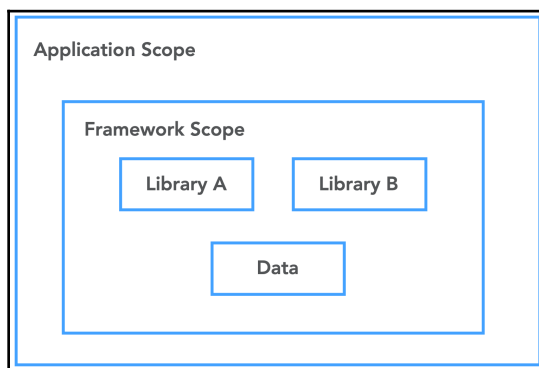 Application Scope
Framework Scope
Library A
Library B
Data